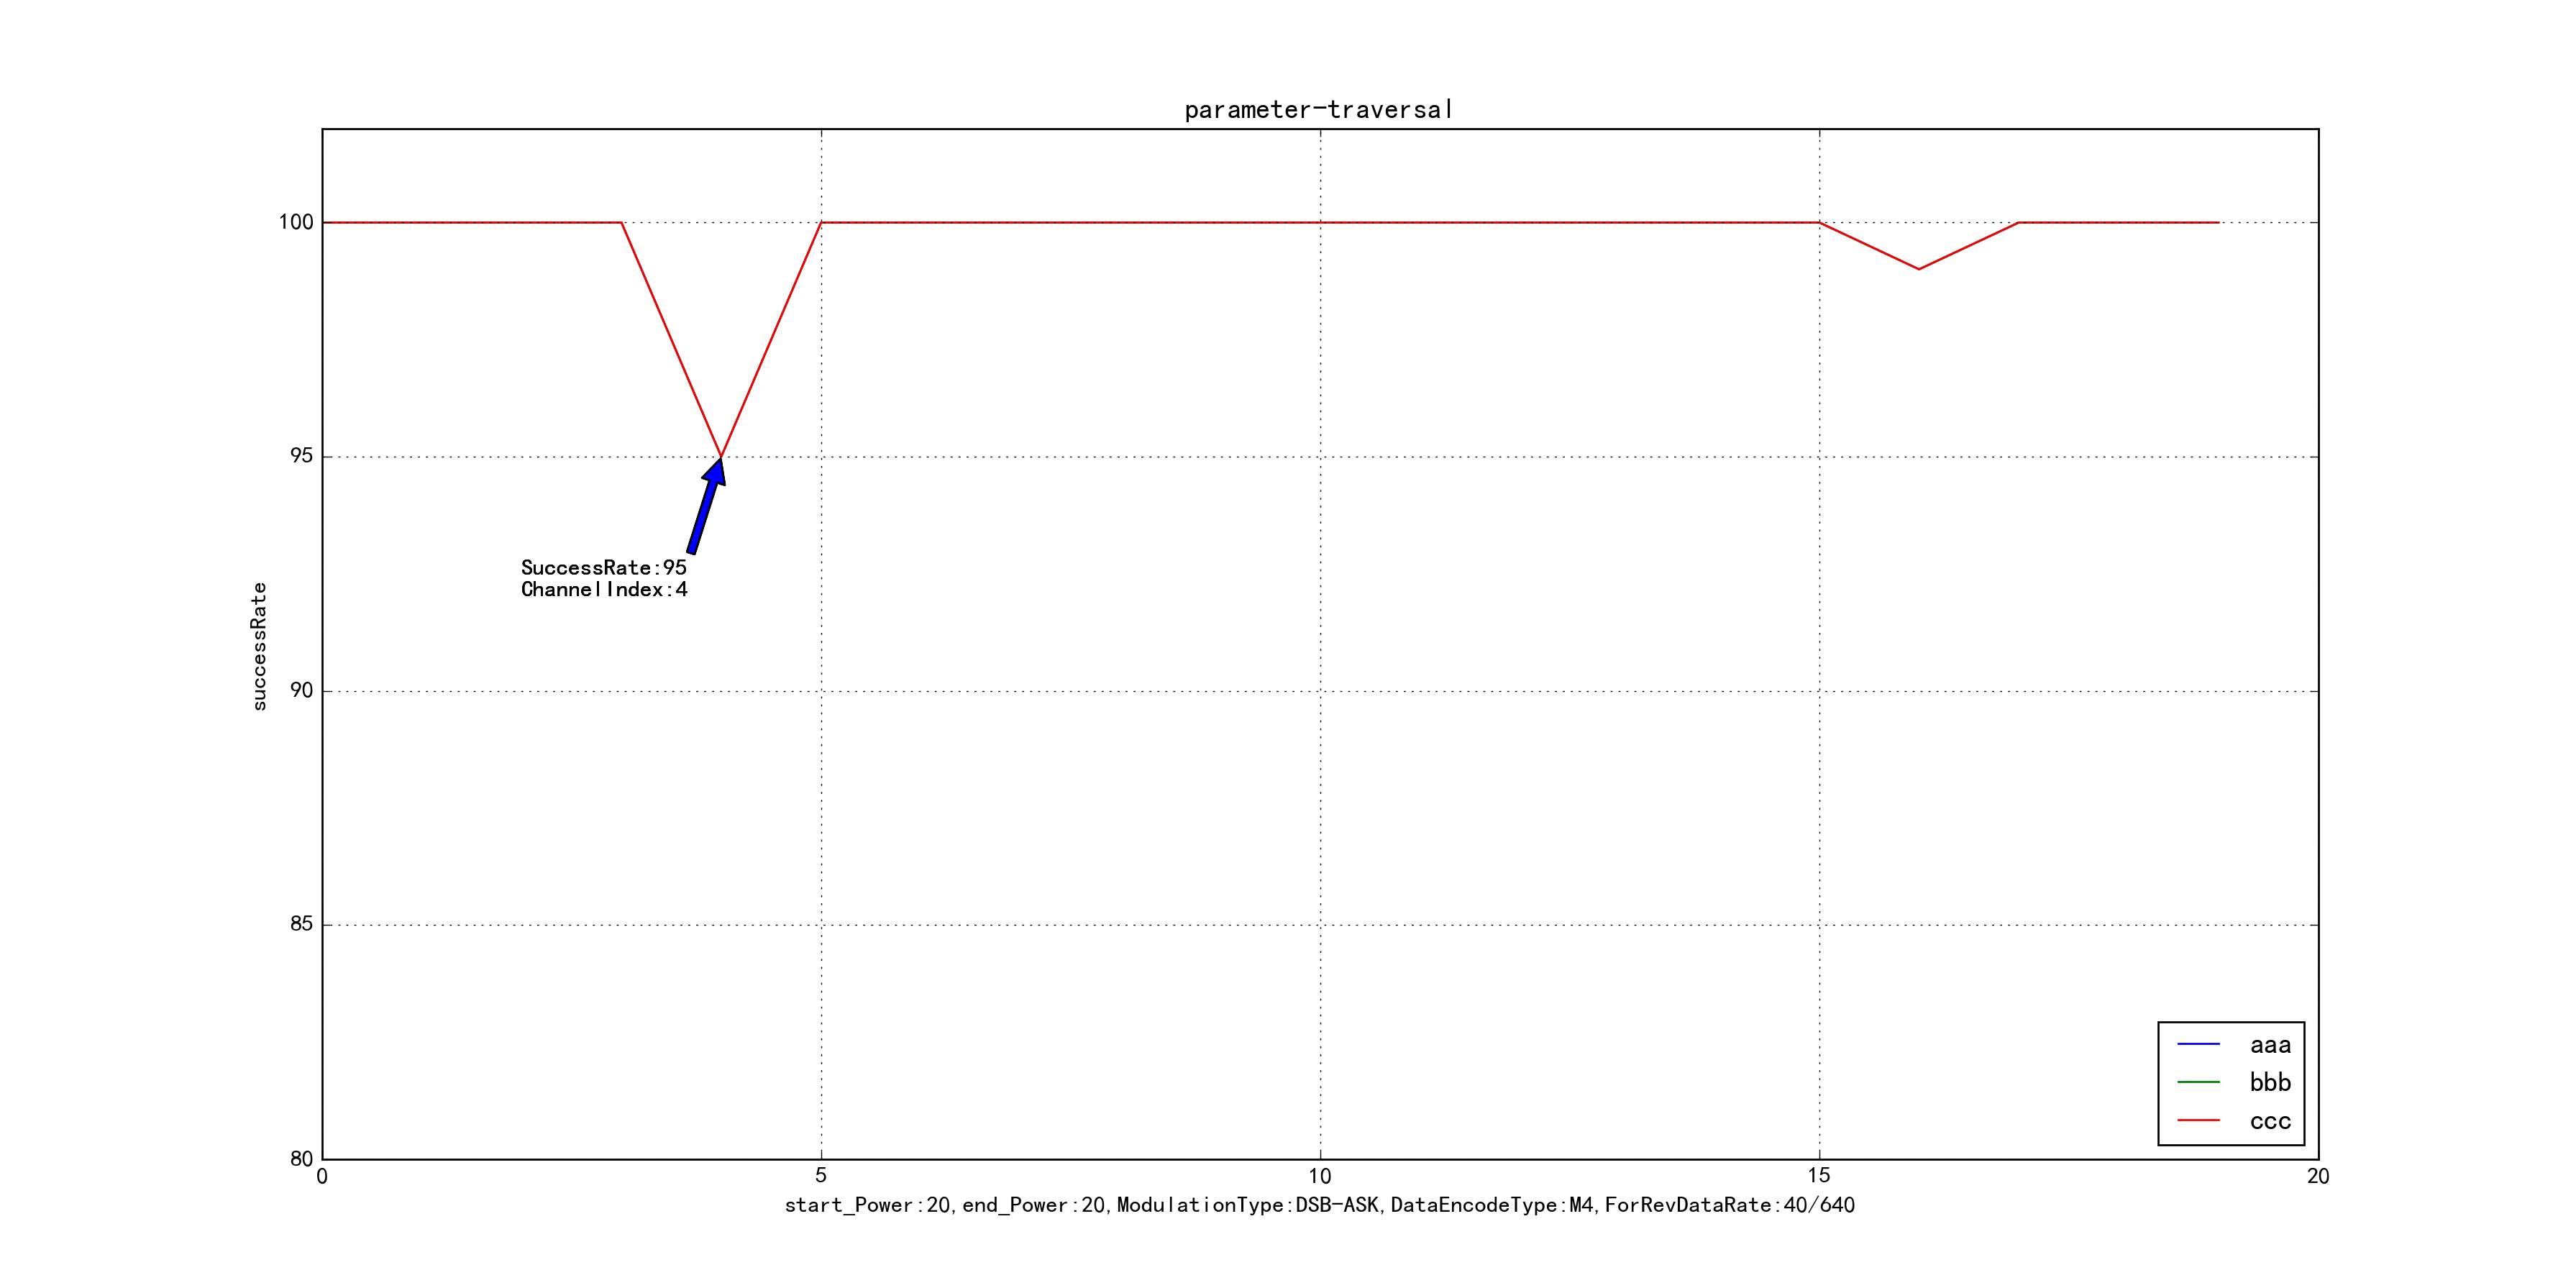 parameter-traversal
100
95
90
85
80
successRate
SuccessRate:95
ChannelIndex:4
aaa
bbb
ccc
0 5 10 15 20
start_Power:20,end_Power:20,ModulationType:DSB-ASK,DataEncodeType:M4,ForRevDataRate:40/640